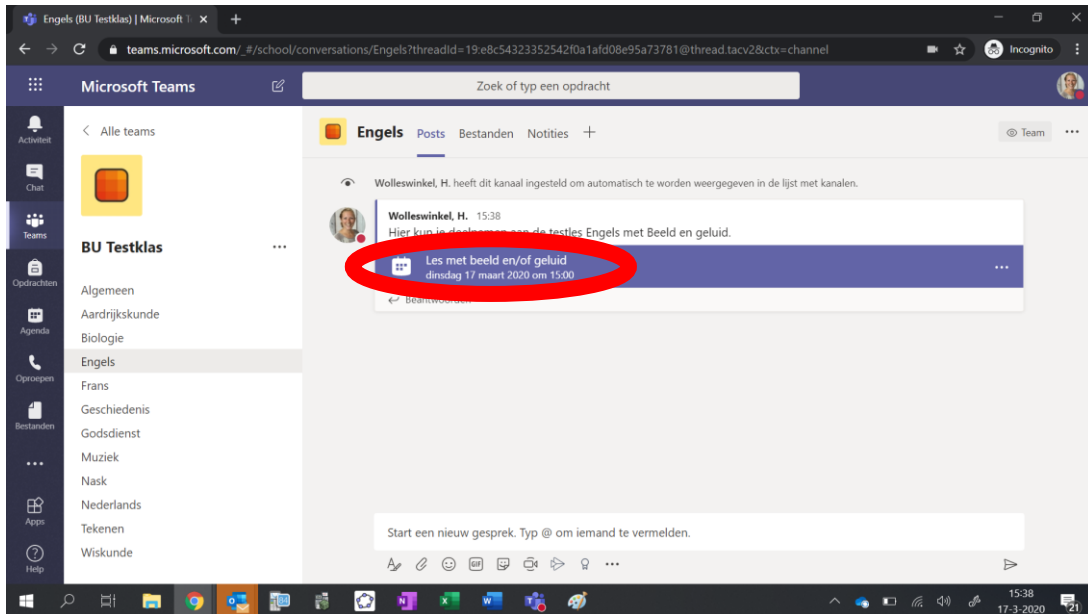 Engels (BU Testklas) | Microsoft T
teams.microsoft.com/_#/school/conversations/Engels?threadId=19:e8c54323352542f0a1afd08e95a73781@thread.tacv2&ctx=channel
Incognito
Microsoft Teams
Zoek of typ een opdracht
Activiteit
Chat
Teams
Opdrachten
Agenda
Oproepen
Bestanden
Apps
Help
Alle teams
BU Testklas
Algemeen
Aardrijkskunde
Biologie
Engels
Frans
Geschiedenis
Godsdienst
Muziek
Nask
Nederlands
Tekenen
Wiskunde
Engels Posts Bestanden Notities
Team
Wolleswinkel, H. heeft dit kanaal ingesteld om automatisch te worden weergegeven in de lijst met kanalen.
Wolleswinkel, H. 15:38
Hier kun je deelnemen aan de testles Engels met Beeld en geluid.
Les met beeld en/of geluid
dinsdag 17 maart 2020 om 15:00
Beantwoorden
Start een nieuw gesprek. Typ @ om iemand te vermelden.
GIF
15:38
17-3-2020